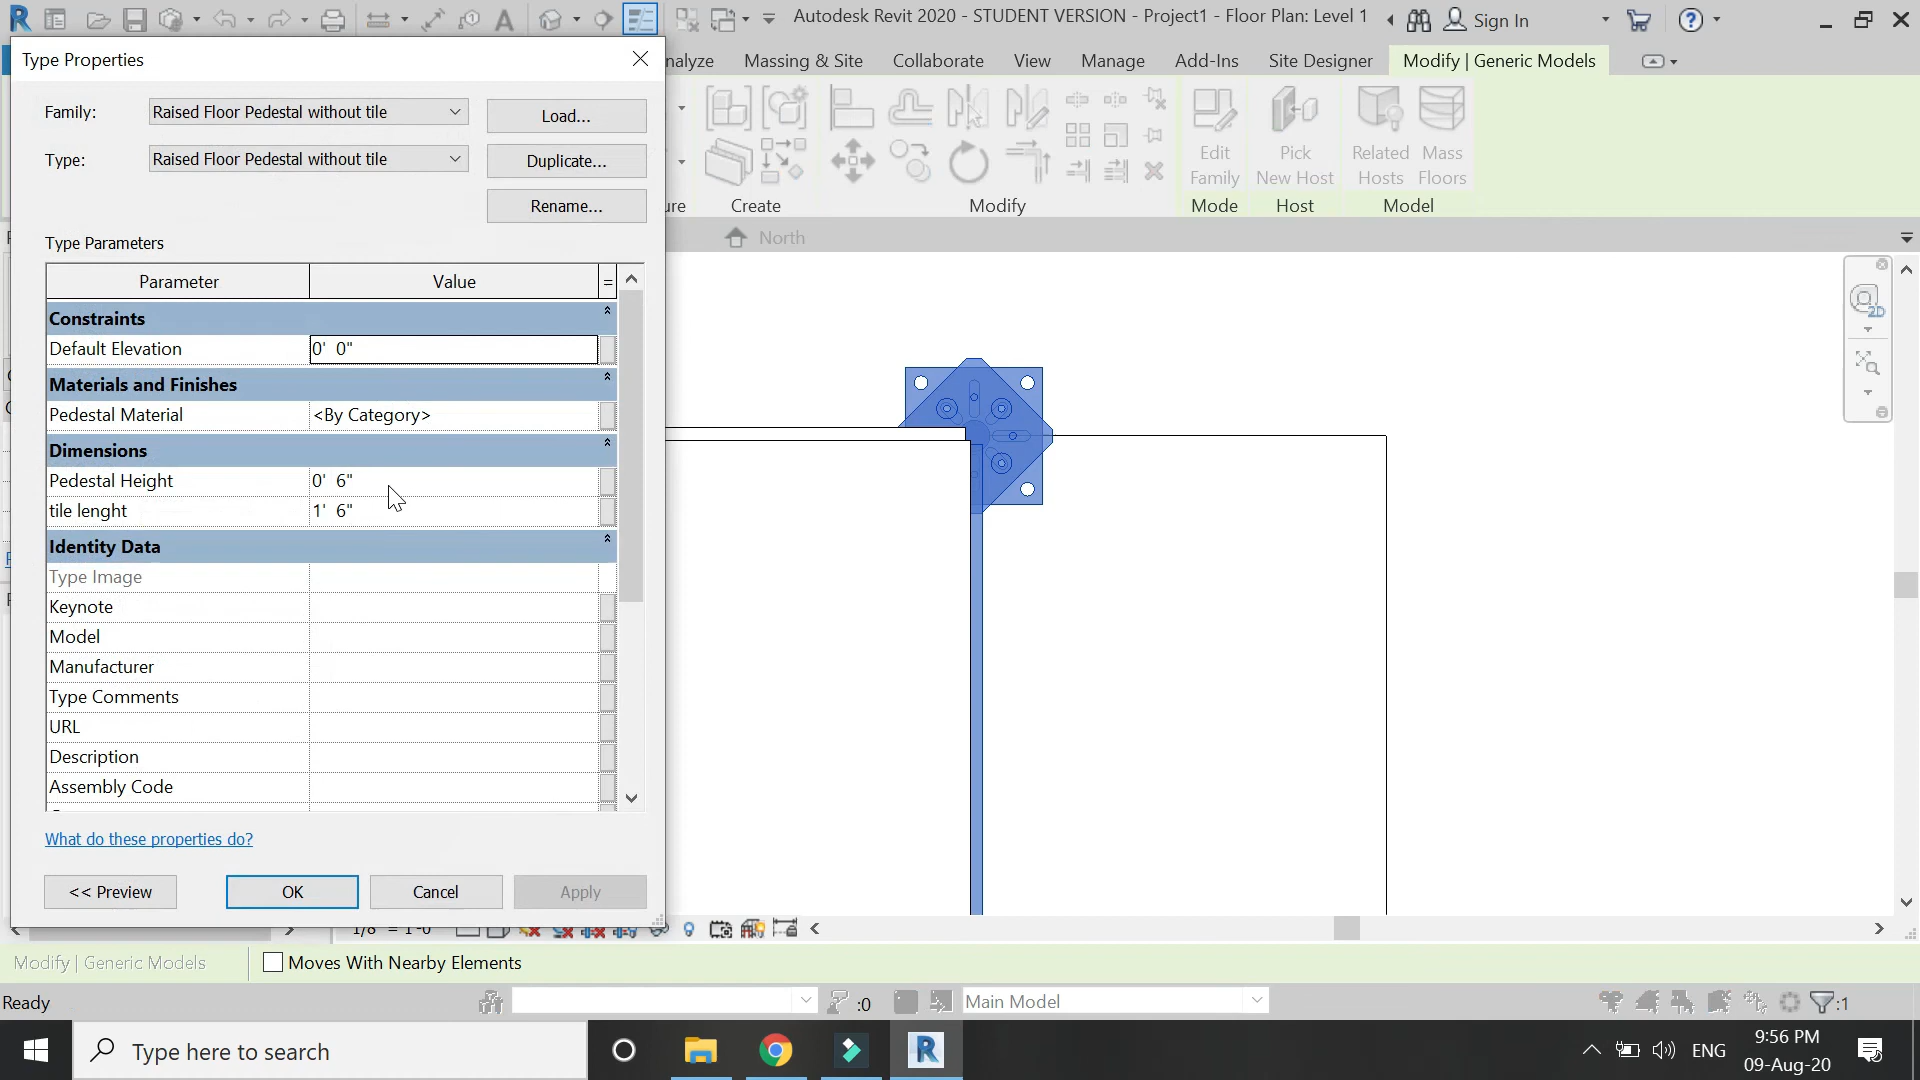 Autodesk Revit 2020 - STUDENT VERSION - Project1 - Floor Plan: Level 1
Sign In
Type Properties
nalyze
Massing & Site
Collaborate
View
Manage
Add-Ins
Site Designer
Modify | Generic Models
Family:
Raised Floor Pedestal without tile
Load...
Type:
Raised Floor Pedestal without tile
Duplicate...
Rename...
Edit
Family
Pick
New Host
Related
Hosts
Mass
Floors
ure
Create
Modify
Mode
Host
Model
North
Type Parameters
Parameter
Value
=
Constraints
Default Elevation
0'  0"
Materials and Finishes
Pedestal Material
<By Category>
Dimensions
Pedestal Height
0'  6"
tile lenght
1'  6"
Identity Data
Type Image
Keynote
Model
Manufacturer
Type Comments
URL
Description
Assembly Code
What do these properties do?
<< Preview
OK
Cancel
Apply
2D
1/8" = 1'-0"
Modify | Generic Models
Moves With Nearby Elements
Ready
:0
Main Model
:1
Type here to search
ENG
9:56 PM
09-Aug-20